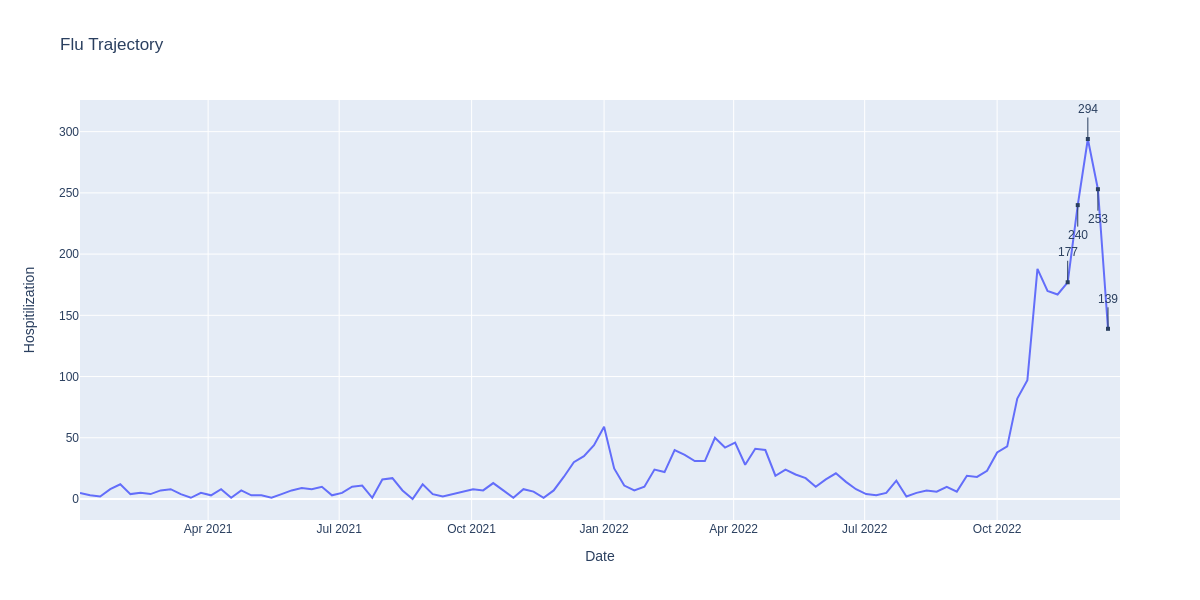 Flu Trajectory
294
300
250
253
240
200
177
150
139
100
50
0
Hospitilization
Apr 2021
Jul 2021
Oct 2021
Jan 2022
Apr 2022
Jul 2022
Oct 2022
Date